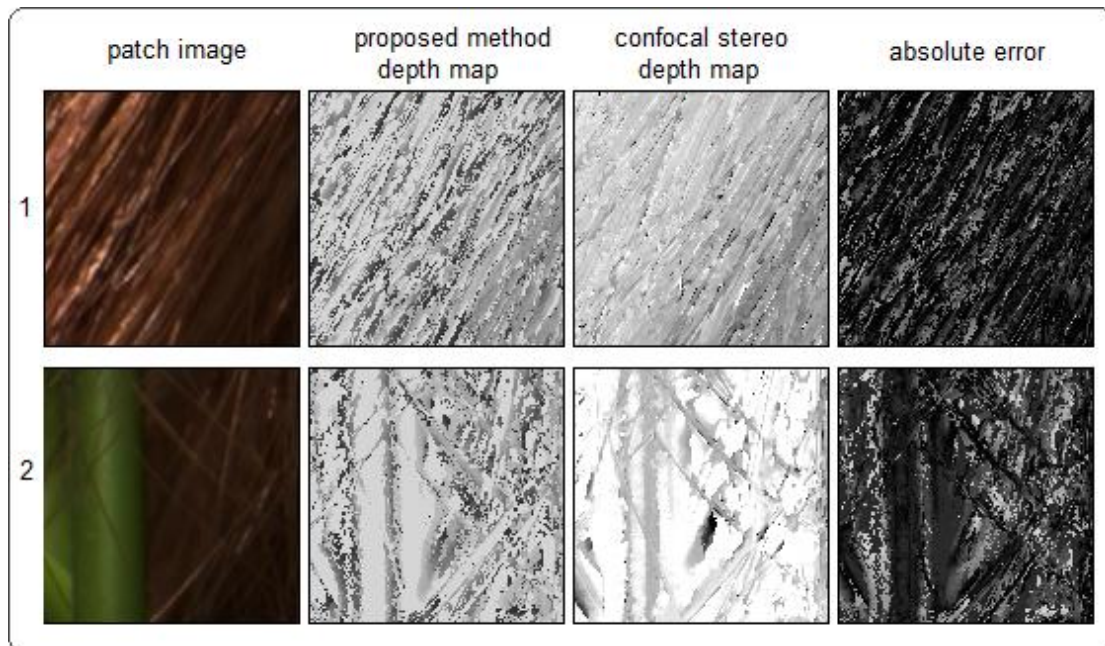 patch image
proposed method
depth map
confocal stereo
depth map
absolute error
1
2